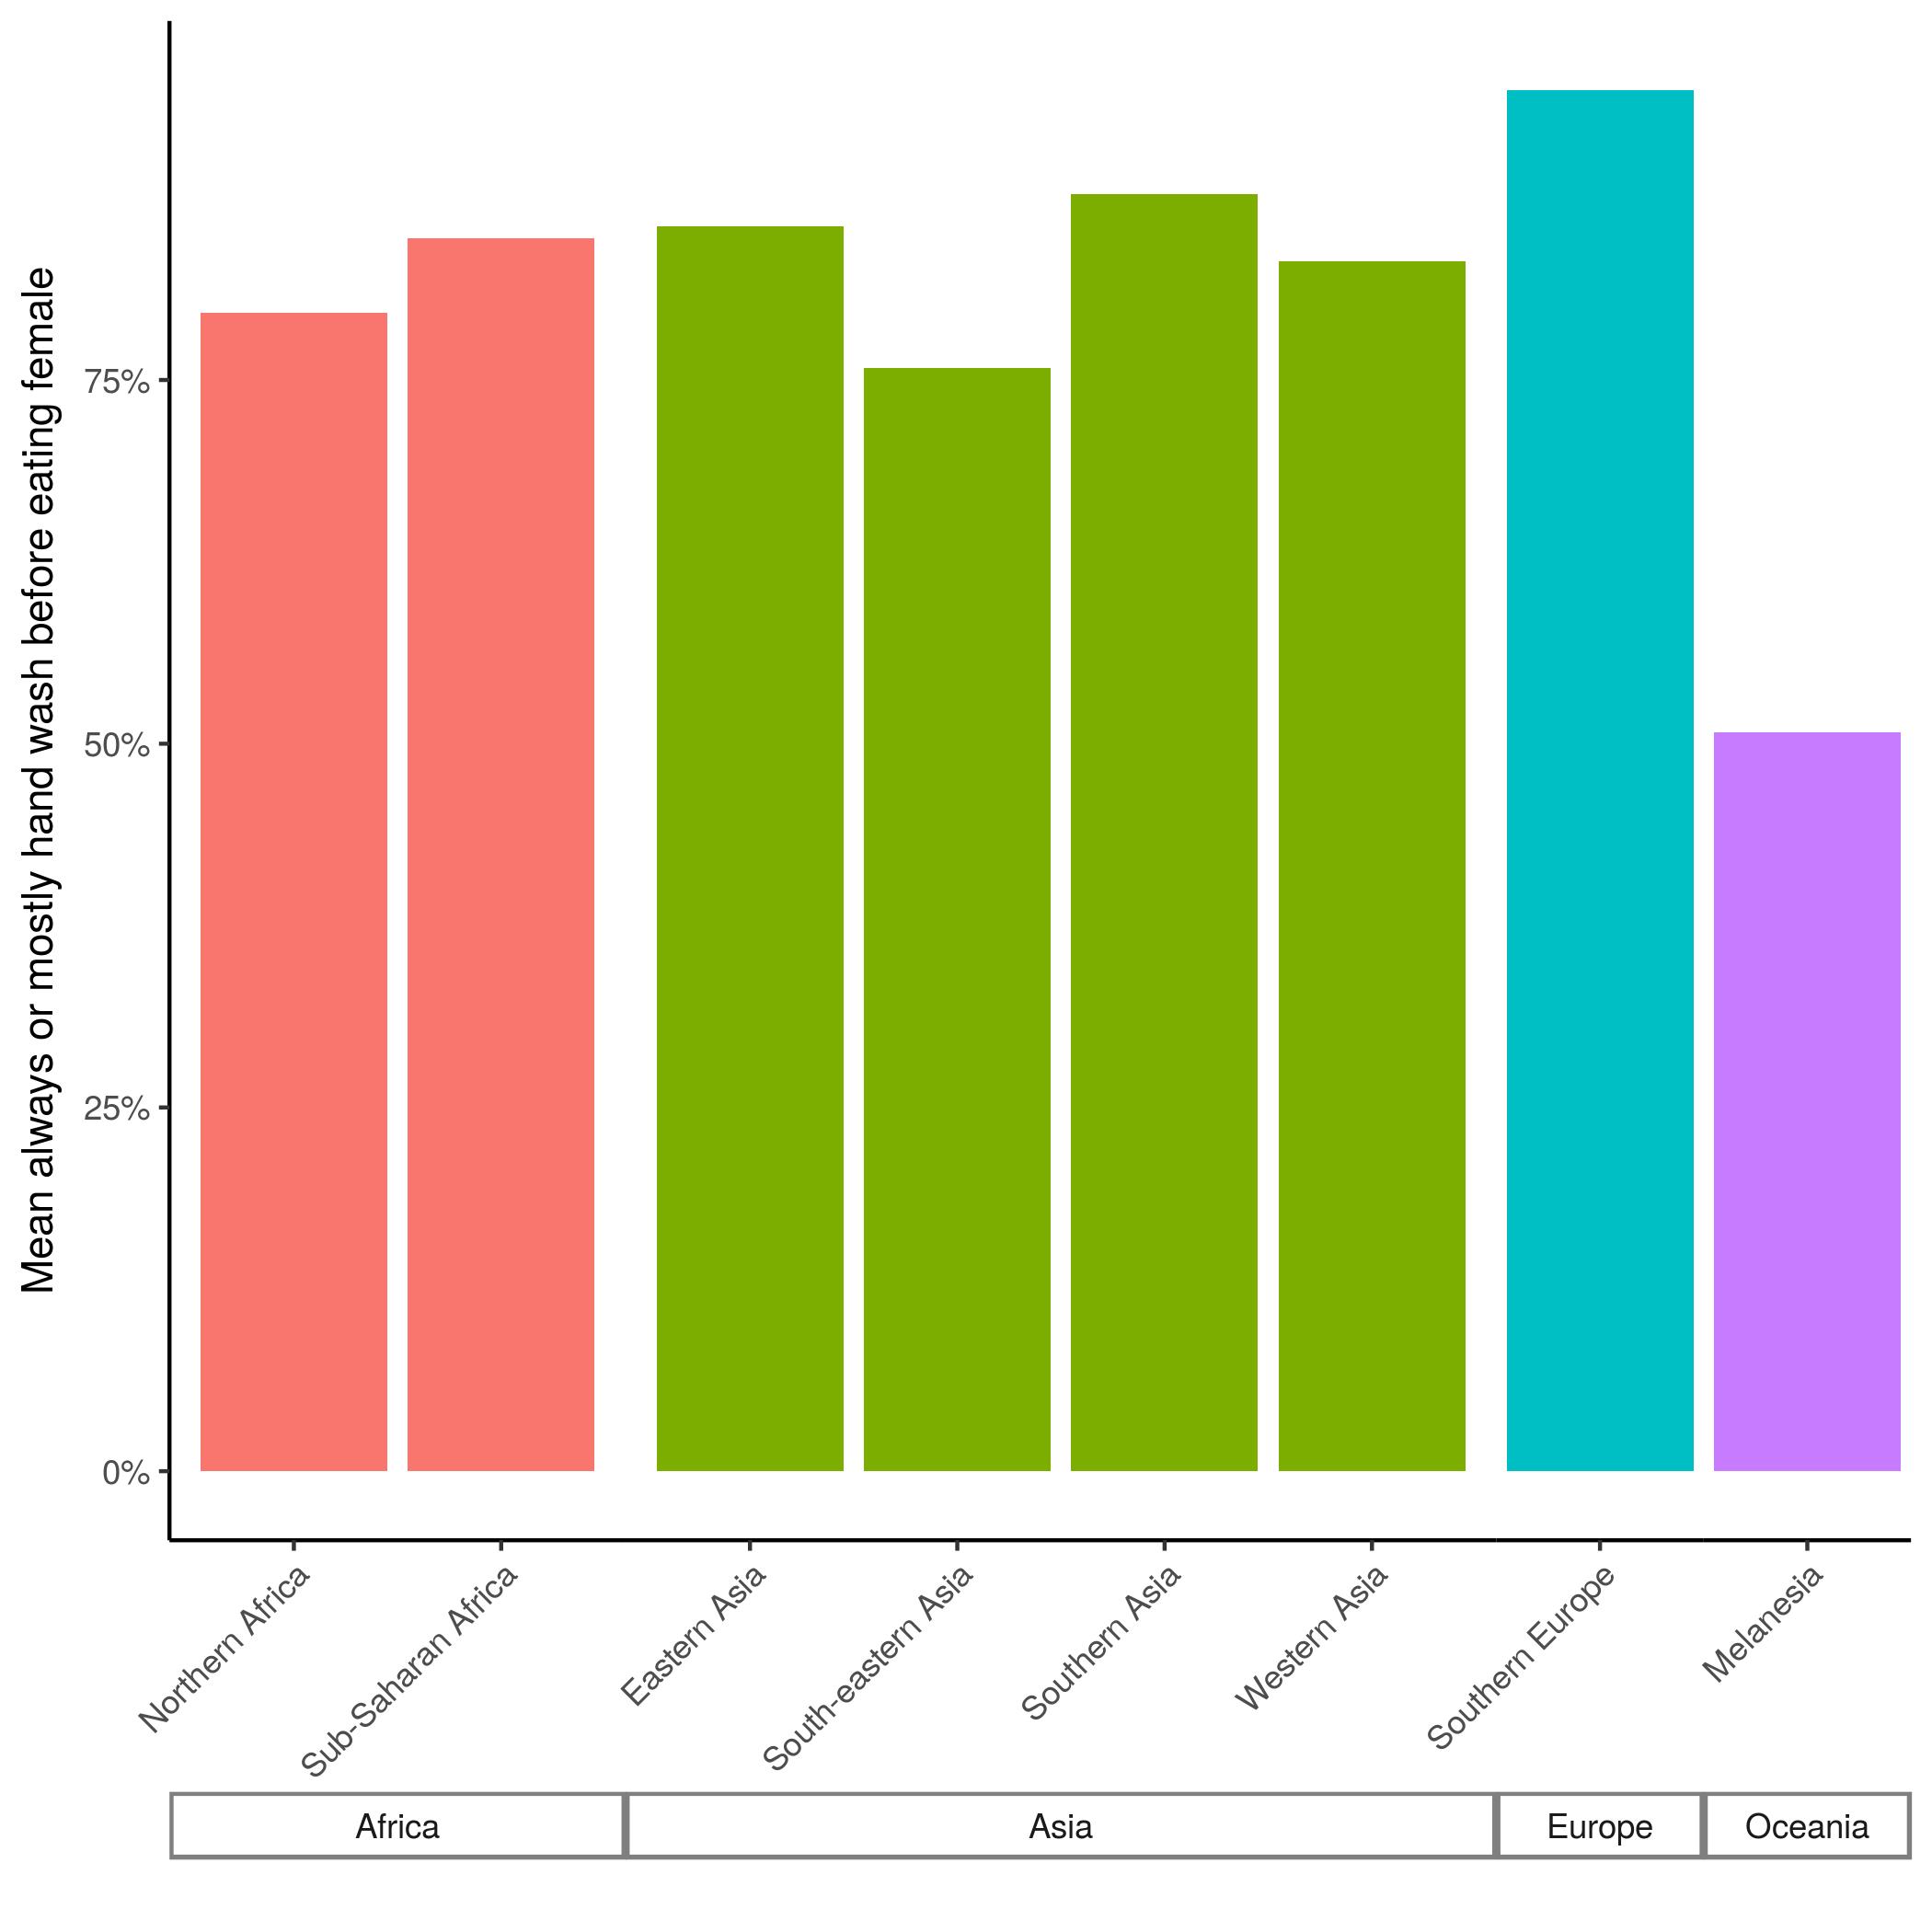 Mean always or mostly hand wash before eating female
75%
50%
25%
0%
Northern Africa
Sub-Saharan Africa
Eastern Asia
South-eastern Asia
Southern Asia
Western Asia
Southern Europe
Melanesia
Africa
Asia
Europe
Oceania